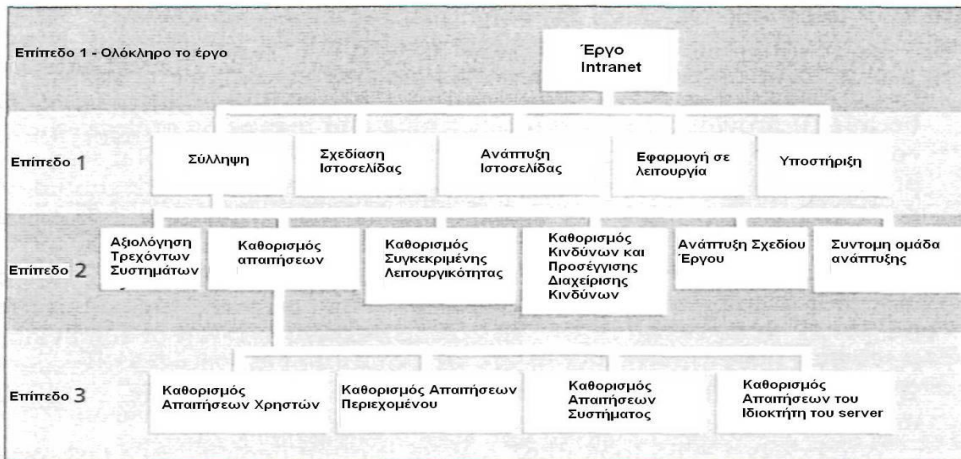 Επίπεδο 1 - Ολόκληρο το έργο
Έργο
Intranet
Επίπεδο 1
Σύλληψη
Σχεδίαση
Ιστοσελίδας
Ανάπτυξη
Ιστοσελίδας
Εφαρμογή σε
λειτουργία
Υποστήριξη
Επίπεδο 2
Αξιολόγηση
Τρεχόντων
Συστημάτων
Καθορισμός
απαιτήσεων
Καθορισμός
Συγκεκριμένης
Λειτουργικότητας
Καθορισμός
Κινδύνων και
Προσέγγισης
Διαχείρισης
Κινδύνων
Ανάπτυξη Σχεδίου
Έργου
Συντομη ομάδα
ανάπτυξης
Επίπεδο 3
Καθορισμός
Απαιτήσεων Χρηστών
Καθορισμός Απαιτήσεων
Περιεχομένου
Καθορισμός
Απαιτήσεων
Συστήματος
Καθορισμός
Απαιτήσεων του
Ιδιοκτήτη του server